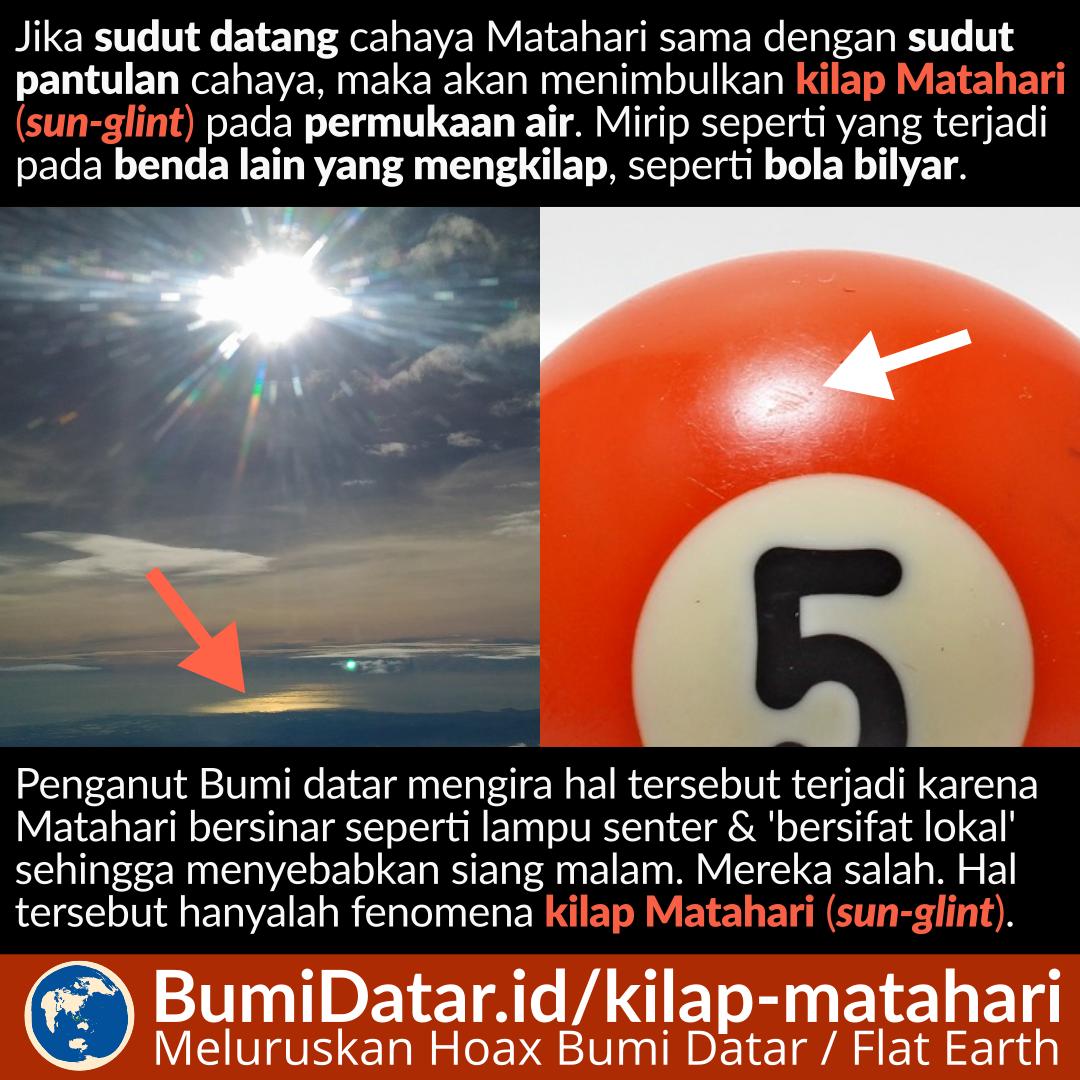 Jika sudut datang cahaya Matahari sama dengan sudut
pantulan cahaya, maka akan menimbulkan kilap Matahari
(sun-glint) pada permukaan air. Mirip seperti yang terjadi
pada benda lain yang mengkilap, seperti bola bilyar.
5
Penganut Bumi datar mengira hal tersebut terjadi karena
Matahari bersinar seperti lampu senter & 'bersifat lokal'
sehingga menyebabkan siang malam. Mereka salah. Hal
tersebut hanyalah fenomena kilap Matahari (sun-glint).
BumiDatar.id/kilap-matahari
Meluruskan Hoax Bumi Datar / Flat Earth